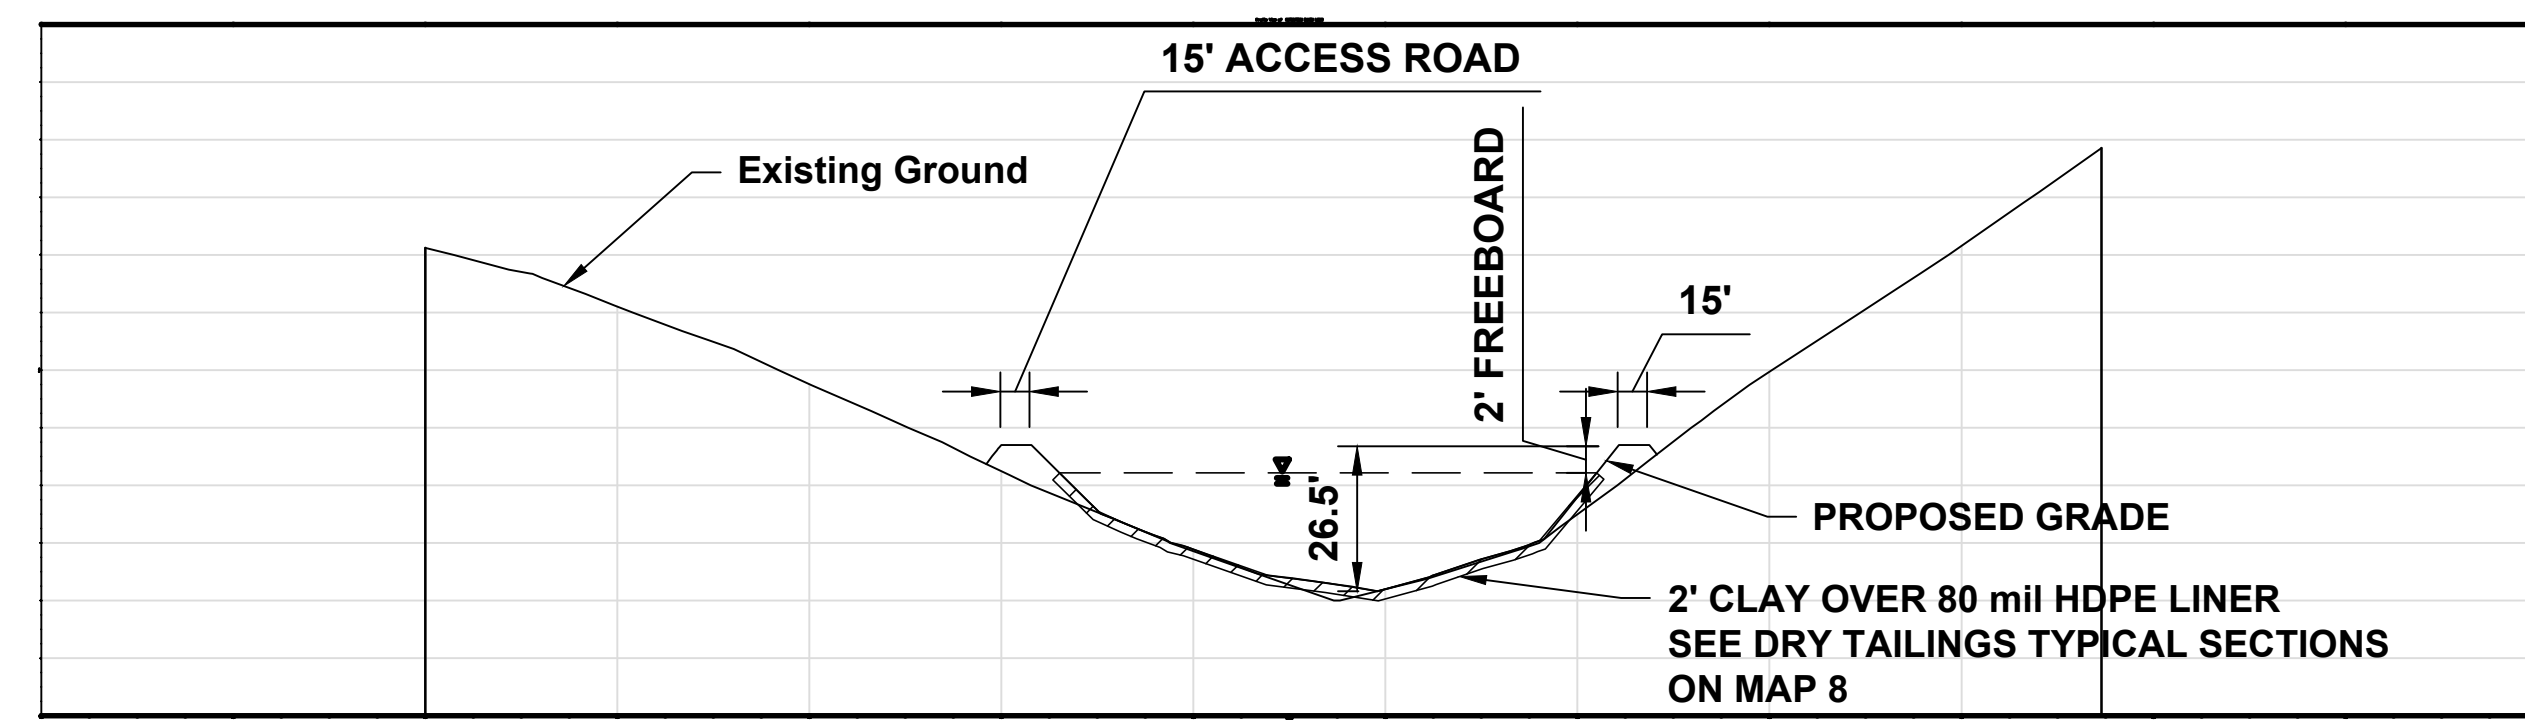 15' ACCESS ROAD
Existing Ground
2' FREEBOARD
15'
26.5'
PROPOSED GRADE
2' CLAY OVER 80 mil HDPE LINER
SEE DRY TAILINGS TYPICAL SECTIONS
ON MAP 8